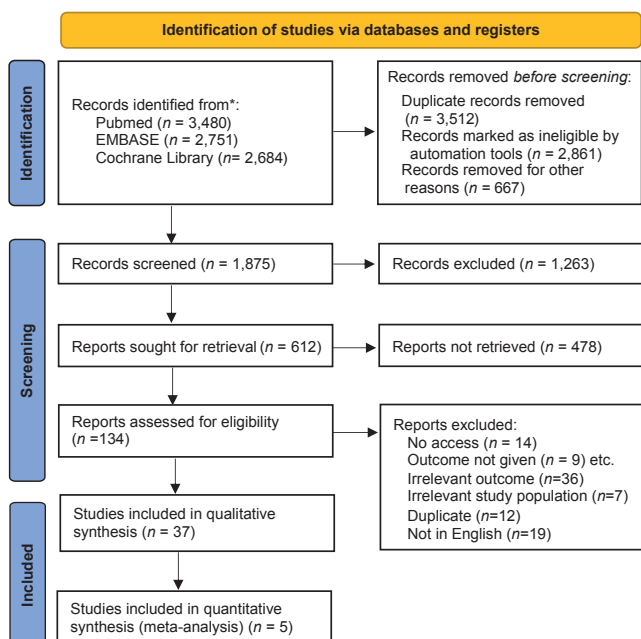 Identification of studies via databases and registers
Identification
Records identified from*:
Pubmed (n = 3,480)
EMBASE (n = 2,751)
Cochrane Library (n= 2,684)
Records removed before screening:
Duplicate records removed
(n = 3,512)
Records marked as ineligible by
automation tools (n = 2,861)
Records removed for other
reasons (n = 667)
Screening
Records screened (n = 1,875)
Records excluded (n = 1,263)
Reports sought for retrieval (n = 612)
Reports not retrieved (n = 478)
Reports assessed for eligibility
(n =134)
Reports excluded:
No access (n = 14)
Outcome not given (n = 9) etc.
Irrelevant outcome (n=36)
Irrelevant study population (n=7)
Duplicate (n=12)
Not in English (n=19)
Included
Studies included in qualitative
synthesis (n = 37)
Studies included in quantitative
synthesis (meta-analysis) (n = 5)